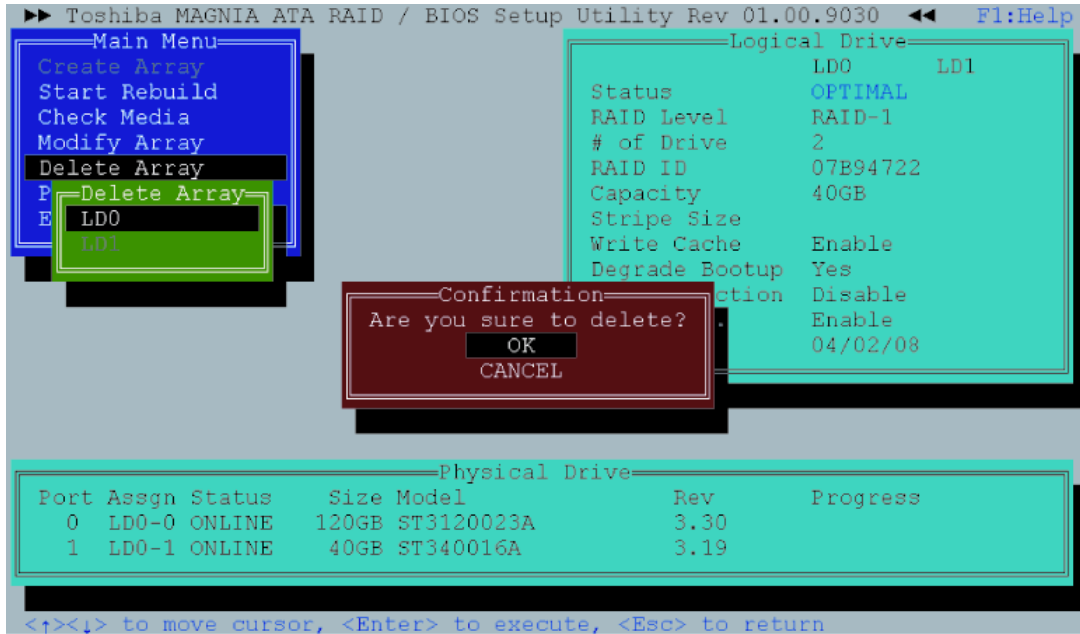 ▶▶ Toshiba MAGNIA ATA RAID / BIOS Setup Utility Rev 01.00.9030 ◀◀ F1:Help
Main Menu
Create Array
Start Rebuild
Check Media
Modify Array
Delete Array
P
E
Delete Array
LD0
LD1
Logical Drive
LD0 LD1
Status OPTIMAL
RAID Level RAID-1
# of Drive 2
RAID ID 07B94722
Capacity 40GB
Stripe Size
Write Cache Enable
Degrade Bootup Yes
ction Disable
. Enable
04/02/08
Confirmation
Are you sure to delete?
OK
CANCEL
Physical Drive
Port Assgn Status Size Model Rev Progress
0 LD0-0 ONLINE 120GB ST3120023A 3.30
1 LD0-1 ONLINE 40GB ST340016A 3.19
<↑><↓> to move cursor, <Enter> to execute, <Esc> to return